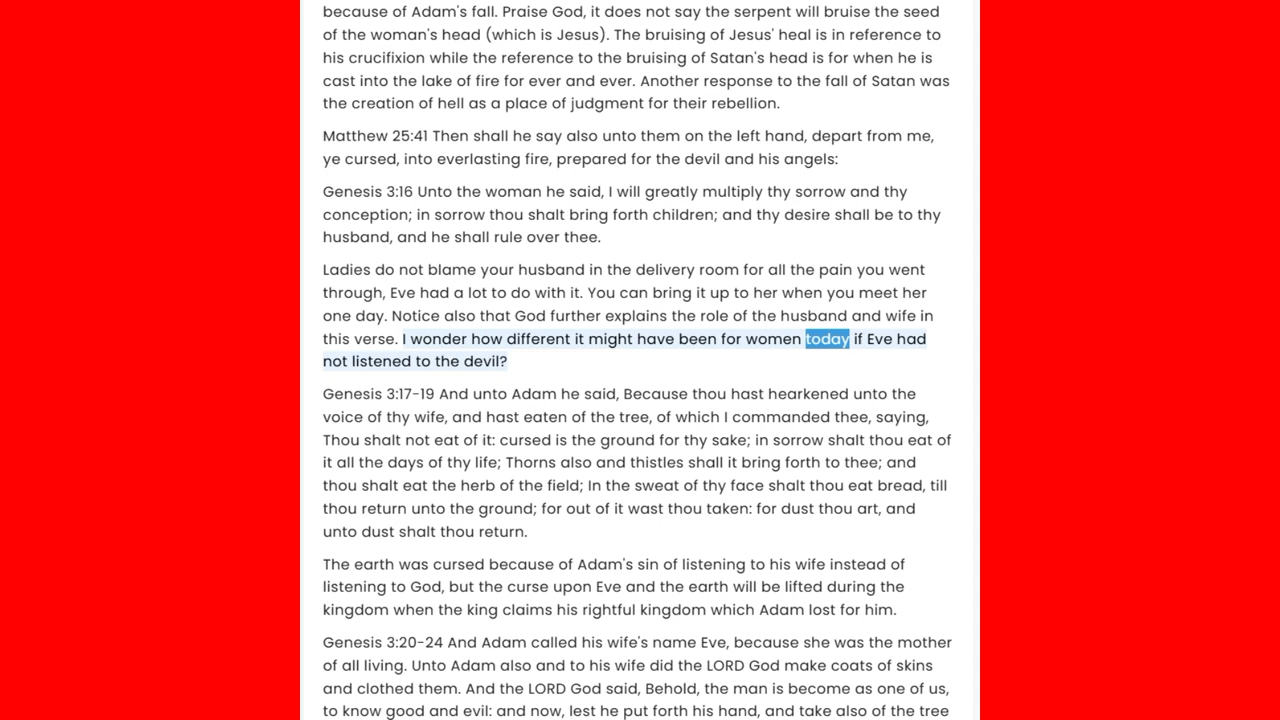 because of Adam's fall. Praise God, it does not say the serpent will bruise the seed
of the woman's head (which is Jesus). The bruising of Jesus' heal is in reference to
his crucifixion while the reference to the bruising of Satan's head is for when he is
cast into the lake of fire for ever and ever. Another response to the fall of Satan was
the creation of hell as a place of judgment for their rebellion.
Matthew 25:41 Then shall he say also unto them on the left hand, depart from me,
ye cursed, into everlasting fire, prepared for the devil and his angels:
Genesis 3:16 Unto the woman he said, I will greatly multiply thy sorrow and thy
conception; in sorrow thou shalt bring forth children; and thy desire shall be to thy
husband, and he shall rule over thee.
Ladies do not blame your husband in the delivery room for all the pain you went
through, Eve had a lot to do with it. You can bring it up to her when you meet her
one day. Notice also that God further explains the role of the husband and wife in
this verse. I wonder how different it might have been for women today if Eve had
not listened to the devil?
Genesis 3:17-19 And unto Adam he said, Because thou hast hearkened unto the
voice of thy wife, and hast eaten of the tree, of which I commanded thee, saying,
Thou shalt not eat of it: cursed is the ground for thy sake; in sorrow shalt thou eat of
it all the days of thy life; Thorns also and thistles shall it bring forth to thee; and
thou shalt eat the herb of the field; In the sweat of thy face shalt thou eat bread, till
thou return unto the ground; for out of it wast thou taken: for dust thou art, and
unto dust shalt thou return.
The earth was cursed because of Adam's sin of listening to his wife instead of
listening to God, but the curse upon Eve and the earth will be lifted during the
kingdom when the king claims his rightful kingdom which Adam lost for him.
Genesis 3:20-24 And Adam called his wife's name Eve, because she was the mother
of all living. Unto Adam also and to his wife did the LORD God make coats of skins
and clothed them. And the LORD God said, Behold, the man is become as one of us,
to know good and evil: and now, lest he put forth his hand, and take also of the tree